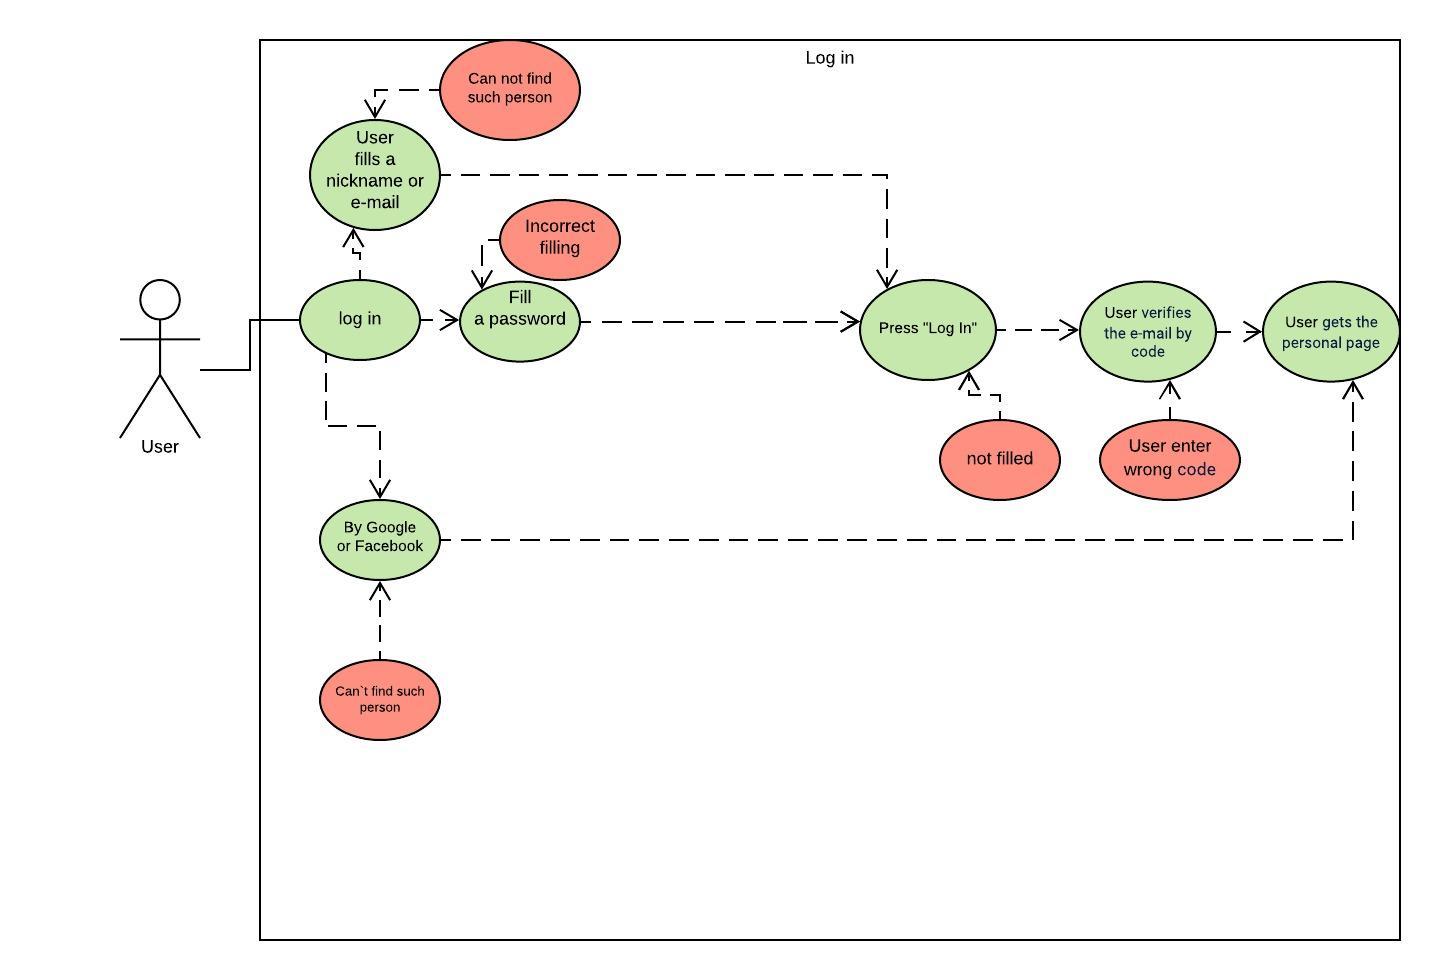 Log in
Can not find
such person
User
fills a
nickname or
e-mail
Incorrect
filling
log in
Fill
a password
Press "Log In"
User verifies
the e-mail by
code
User gets the
personal page
User
not filled
User enter
wrong code
By Google
or Facebook
Can`t find such
person